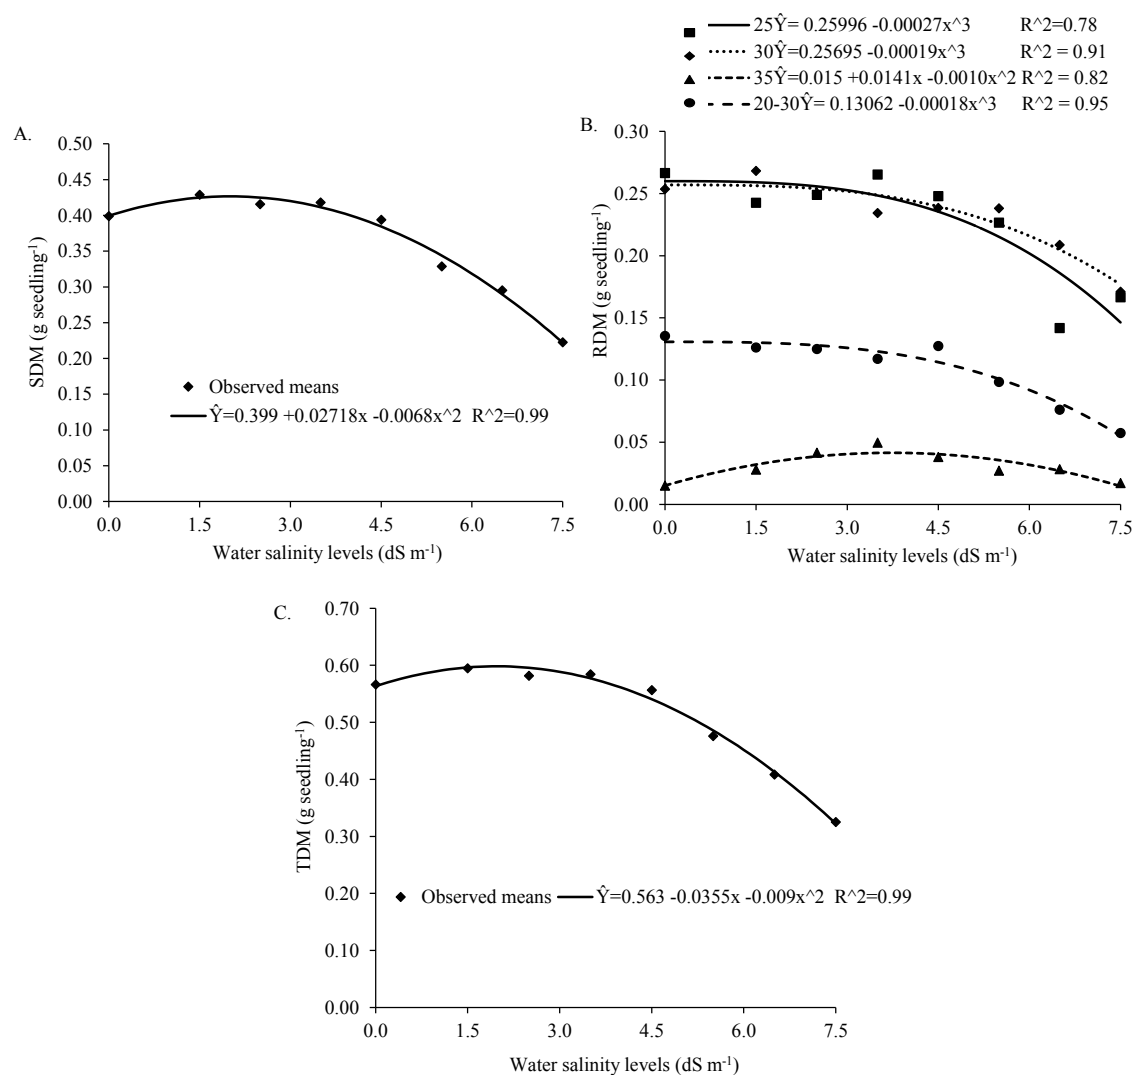 25Ŷ= 0.25996 -0.00027x^3 R^2=0.78
30Ŷ=0.25695 -0.00019x^3 R^2 = 0.91
35Ŷ=0.015 +0.0141x -0.0010x^2 R^2 = 0.82
20-30Ŷ= 0.13062 -0.00018x^3 R^2 = 0.95
A.
0.50
0.45
0.40
0.35
0.30
0.25
0.20
0.15
0.10
0.05
0.00
SDM (g seedling-1)
Observed means
Ŷ=0.399 +0.02718x -0.0068x^2 R^2=0.99
0.0 1.5 3.0 4.5 6.0 7.5
Water salinity levels (dS m-1)
B.
0.30
0.25
0.20
0.15
0.10
0.05
0.00
RDM (g seedling-1)
0.0 1.5 3.0 4.5 6.0 7.5
Water salinity levels (dS m-1)
C.
0.70
0.60
0.50
0.40
0.30
0.20
0.10
0.00
TDM (g seedling-1)
Observed means Ŷ=0.563 -0.0355x -0.009x^2 R^2=0.99
0.0 1.5 3.0 4.5 6.0 7.5
Water salinity levels (dS m-1)